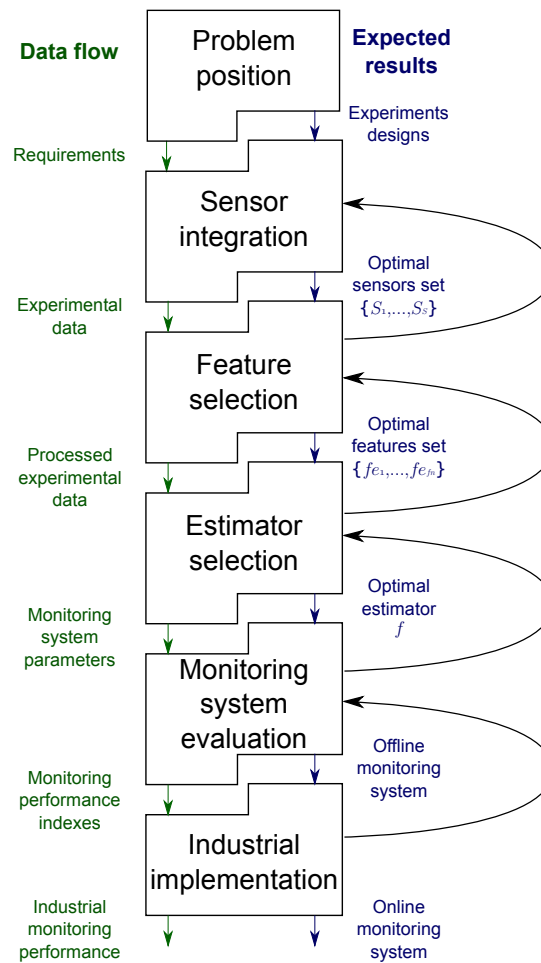 Data flow
Problem
position
Expected
results
Requirements
Experiments
designs
Sensor
integration
Experimental
data
Optimal
sensors set
{S₁,...,Sₛ}
Feature
selection
Processed
experimental
data
Optimal
features set
{fe₁,...,fe_{fn}}
Estimator
selection
Monitoring
system
parameters
Optimal
estimator
f
Monitoring
system
evaluation
Monitoring
performance
indexes
Offline
monitoring
system
Industrial
implementation
Industrial
monitoring
performance
Online
monitoring
system